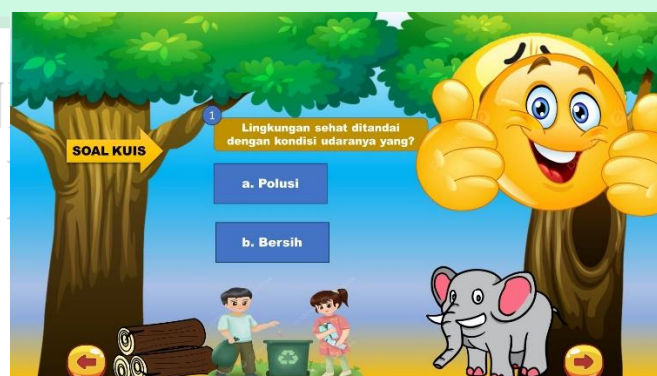 1
Lingkungan sehat ditandai
dengan kondisi udaranya yang?
SOAL KUIS
a. Polusi
b. Bersih